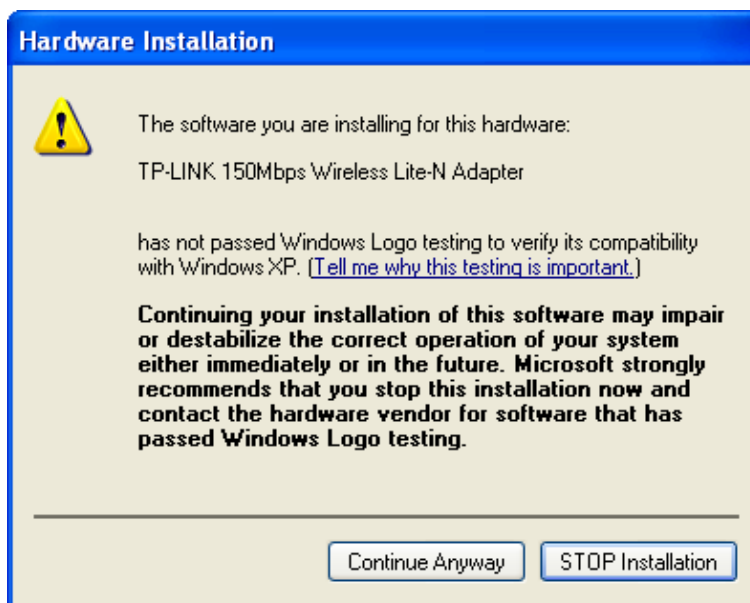 Hardware Installation
The software you are installing for this hardware:
TP-LINK 150Mbps Wireless Lite-N Adapter
has not passed Windows Logo testing to verify its compatibility
with Windows XP. (Tell me why this testing is important.)
Continuing your installation of this software may impair
or destabilize the correct operation of your system
either immediately or in the future. Microsoft strongly
recommends that you stop this installation now and
contact the hardware vendor for software that has
passed Windows Logo testing.
Continue Anyway STOP Installation